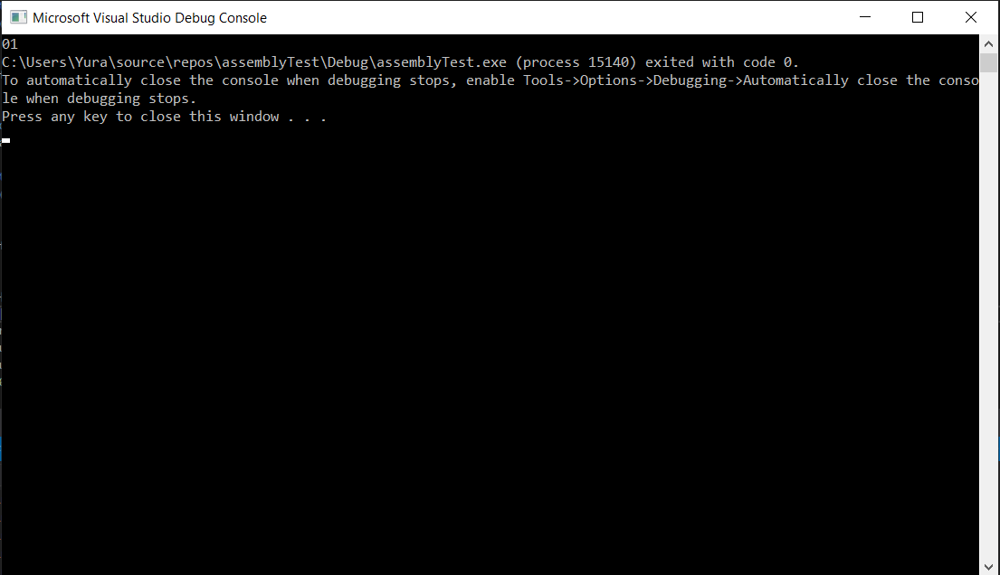 Microsoft Visual Studio Debug Console
01
C:\Users\Yura\source\repos\assemblyTest\Debug\assemblyTest.exe (process 15140) exited with code 0.
To automatically close the console when debugging stops, enable Tools->Options->Debugging->Automatically close the conso
le when debugging stops.
Press any key to close this window . . .